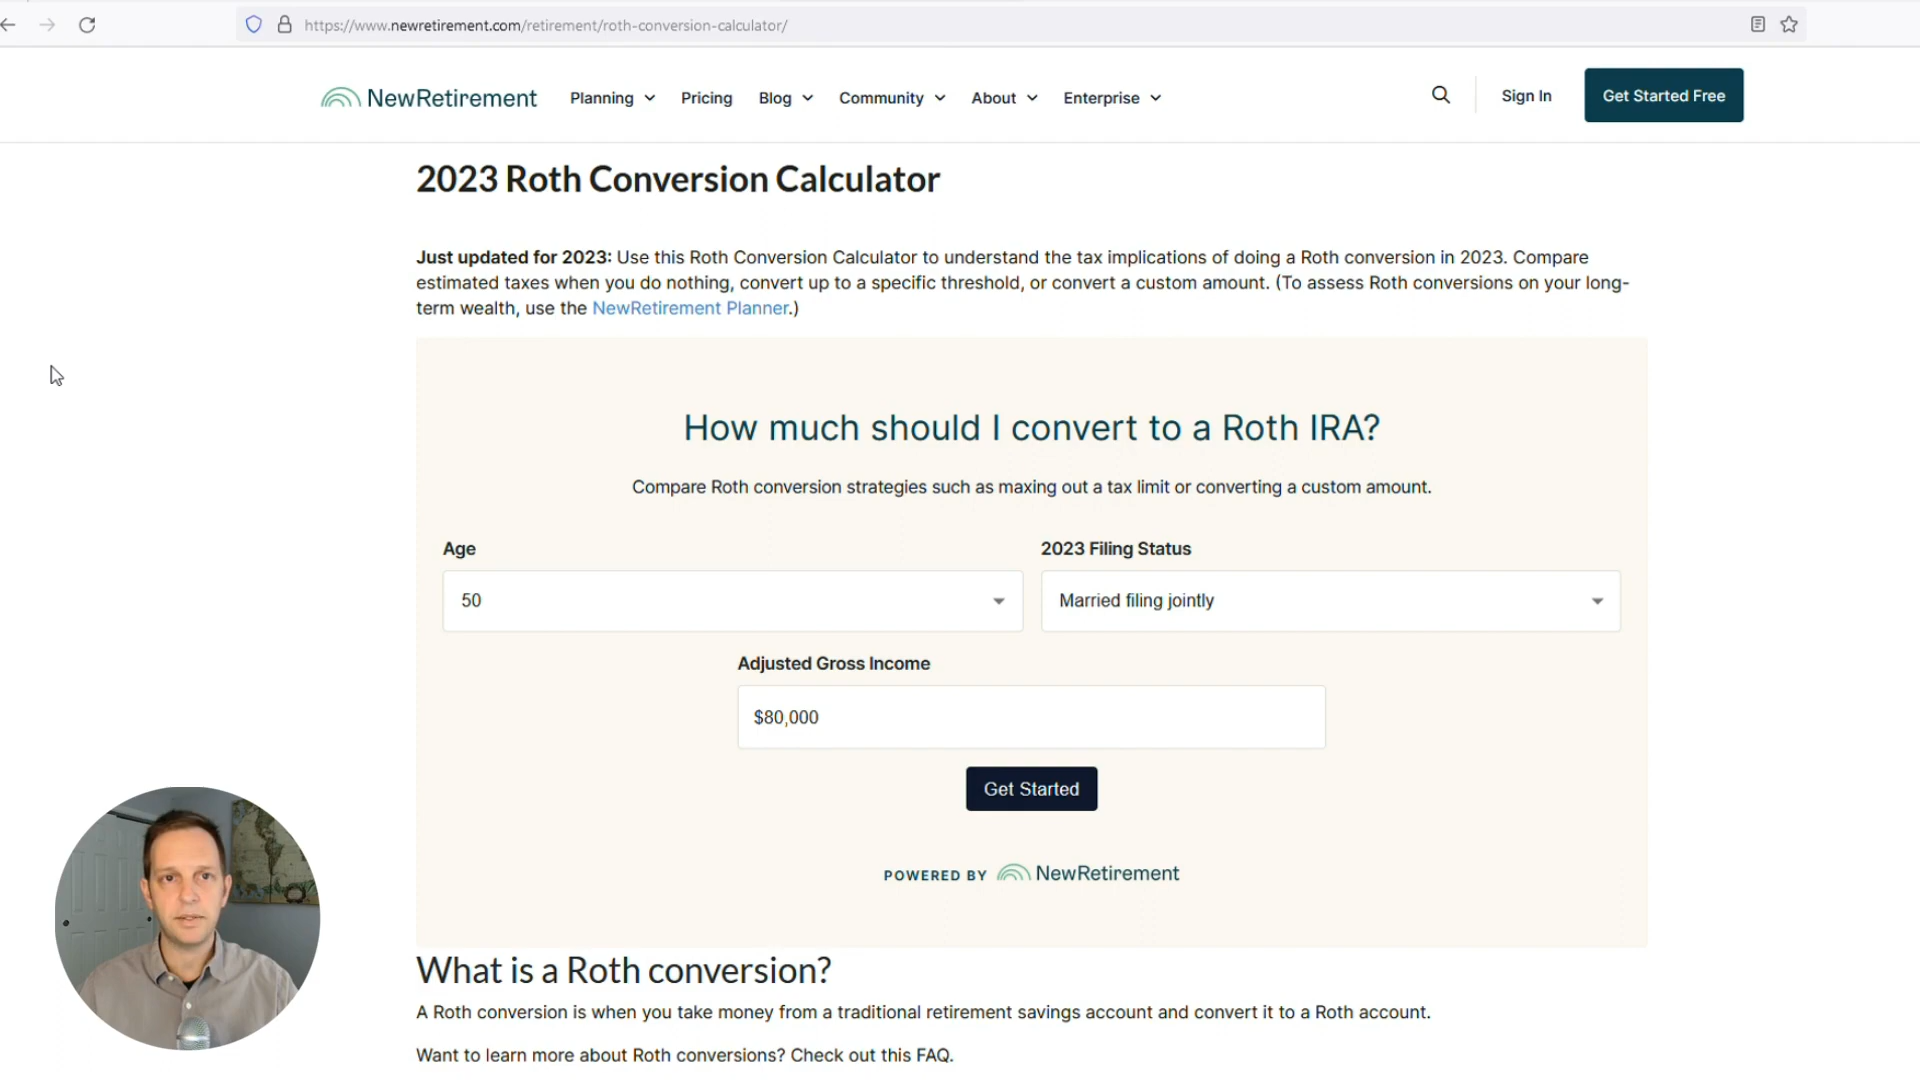 https://www.newretirement.com/retirement/roth-conversion-calculator/
NewRetirement Planning Pricing Blog Community About Enterprise Sign In Get Started Free
2023 Roth Conversion Calculator
Just updated for 2023: Use this Roth Conversion Calculator to understand the tax implications of doing a Roth conversion in 2023. Compare
estimated taxes when you do nothing, convert up to a specific threshold, or convert a custom amount. (To assess Roth conversions on your long-
term wealth, use the NewRetirement Planner.)
How much should I convert to a Roth IRA?
Compare Roth conversion strategies such as maxing out a tax limit or converting a custom amount.
Age
50
2023 Filing Status
Married filing jointly
Adjusted Gross Income
$80,000
Get Started
POWERED BY NewRetirement
What is a Roth conversion?
A Roth conversion is when you take money from a traditional retirement savings account and convert it to a Roth account.
Want to learn more about Roth conversions? Check out this FAQ.